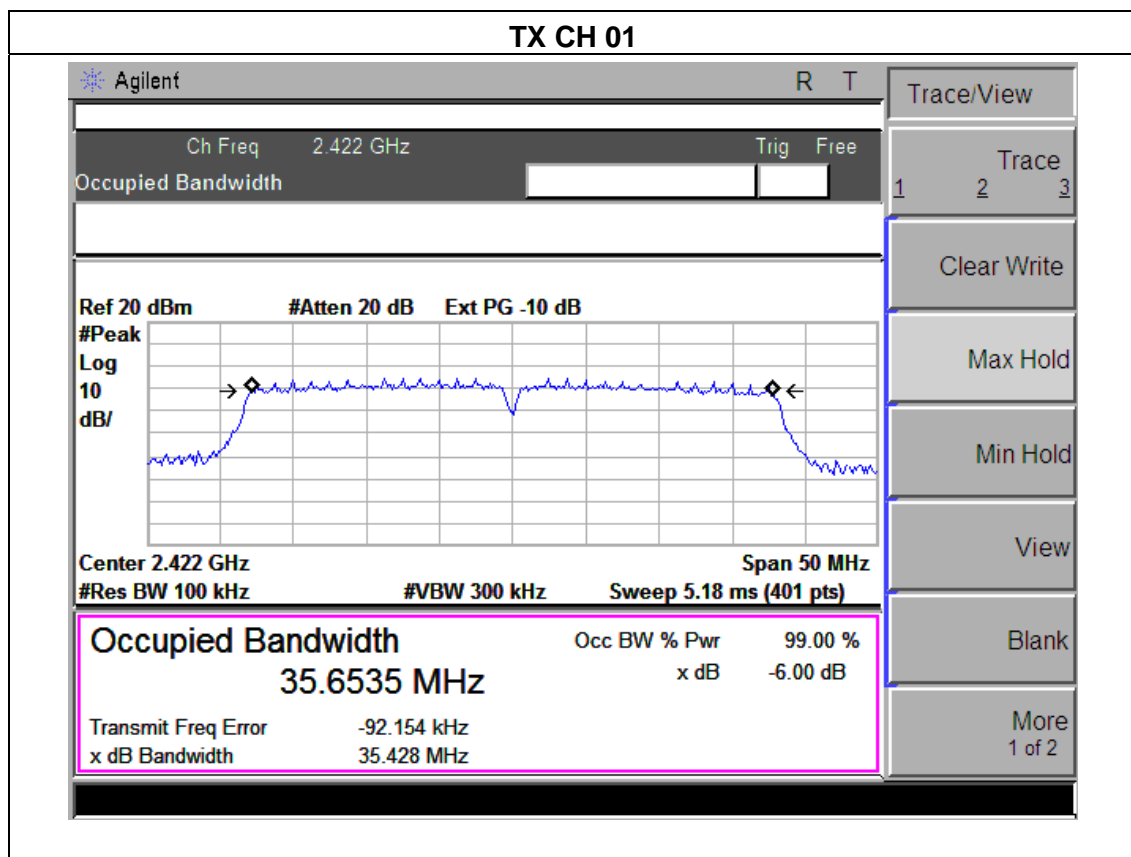 TX CH 01
Agilent R T
Trace/View
Ch Freq 2.422 GHz Trig Free
Occupied Bandwidth
Trace
1 2 3
Clear Write
Ref 20 dBm #Atten 20 dB Ext PG -10 dB
#Peak
Log
10
dB/
Max Hold
Min Hold
View
Center 2.422 GHz Span 50 MHz
#Res BW 100 kHz #VBW 300 kHz Sweep 5.18 ms (401 pts)
Occupied Bandwidth Occ BW % Pwr 99.00 %
35.6535 MHz x dB -6.00 dB
Blank
Transmit Freq Error -92.154 kHz
x dB Bandwidth 35.428 MHz
More
1 of 2